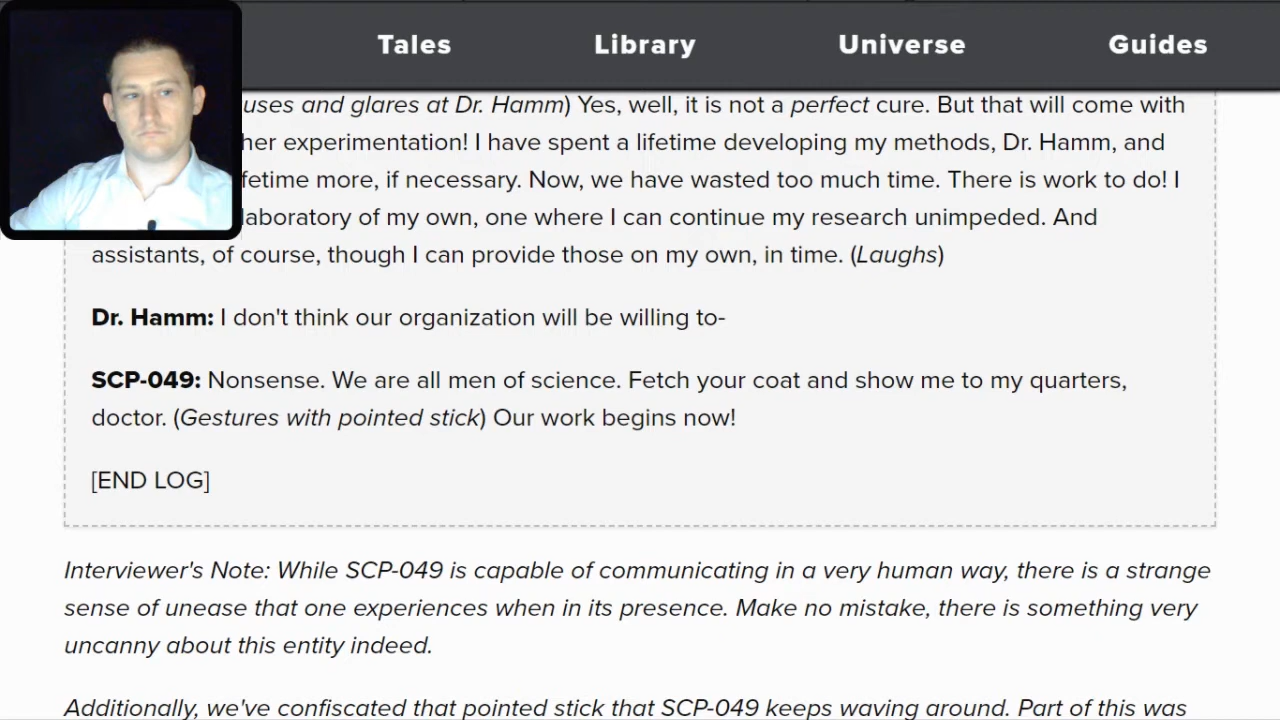 Tales Library Universe Guides
uses and glares at Dr. Hamm) Yes, well, it is not a perfect cure. But that will come with
her experimentation! I have spent a lifetime developing my methods, Dr. Hamm, and
fetime more, if necessary. Now, we have wasted too much time. There is work to do! I
laboratory of my own, one where I can continue my research unimpeded. And
assistants, of course, though I can provide those on my own, in time. (Laughs)
Dr. Hamm: I don't think our organization will be willing to-
SCP-049: Nonsense. We are all men of science. Fetch your coat and show me to my quarters,
doctor. (Gestures with pointed stick) Our work begins now!
[END LOG]
Interviewer's Note: While SCP-049 is capable of communicating in a very human way, there is a strange
sense of unease that one experiences when in its presence. Make no mistake, there is something very
uncanny about this entity indeed.
Additionally, we've confiscated that pointed stick that SCP-049 keeps waving around. Part of this was